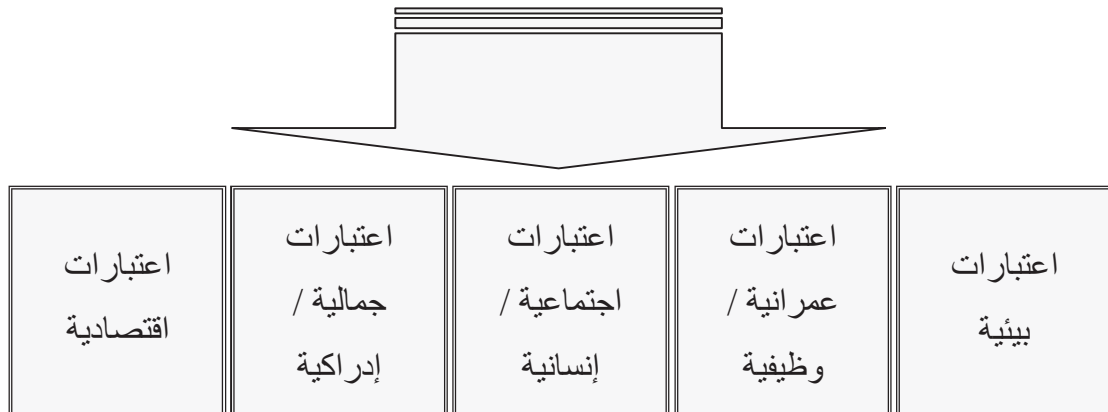 اعتبارات
بيئية
اعتبارات
عمرانية /
وظيفية
اعتبارات
اجتماعية /
إنسانية
اعتبارات
جمالية /
إدراكية
اعتبارات
اقتصادية